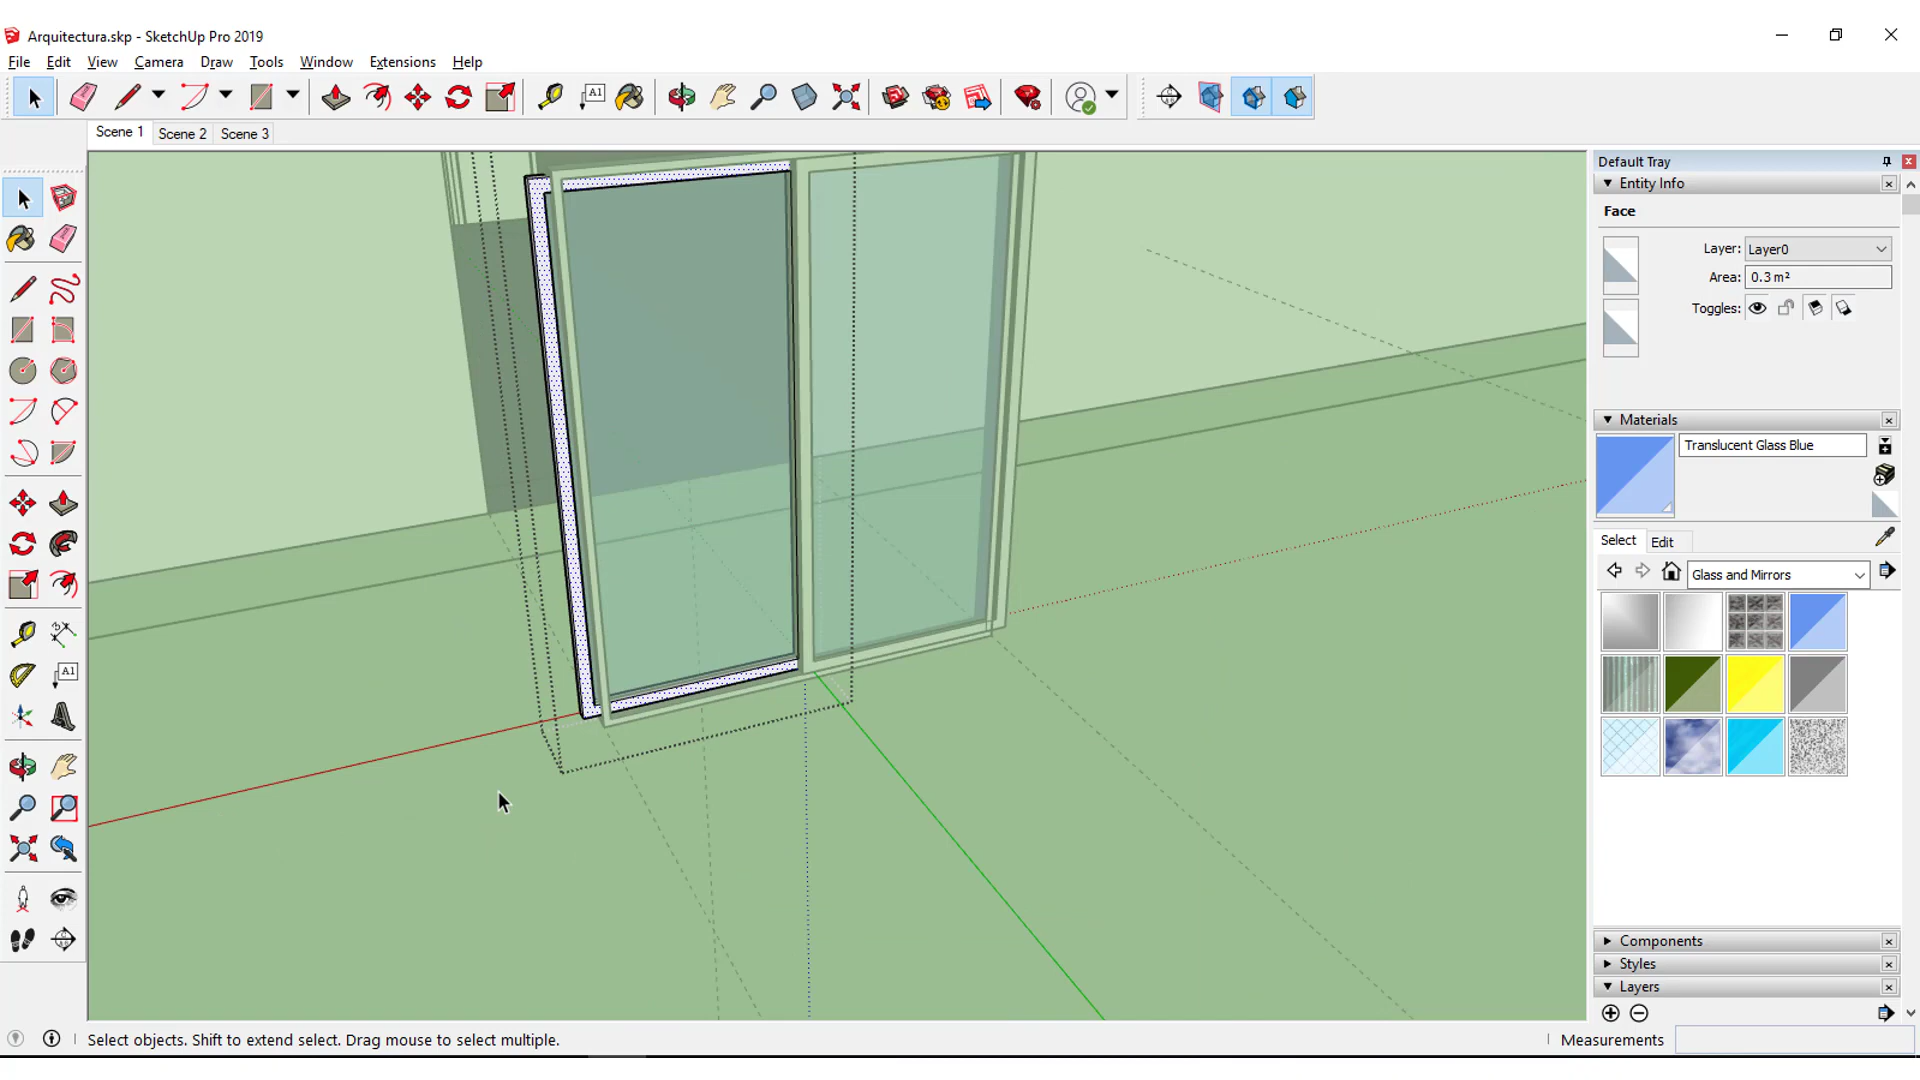 Arquitectura.skp - SketchUp Pro 2019
File Edit View Camera Draw Tools Window Extensions Help
A1
Scene 1 Scene 2 Scene 3
Default Tray
Entity Info
Face
Layer: Layer0
Area: 0.3 m²
Toggles:
Materials
Translucent Glass Blue
Select Edit
Glass and Mirrors
A1
Components
Styles
Layers
Select objects. Shift to extend select. Drag mouse to select multiple.
Measurements